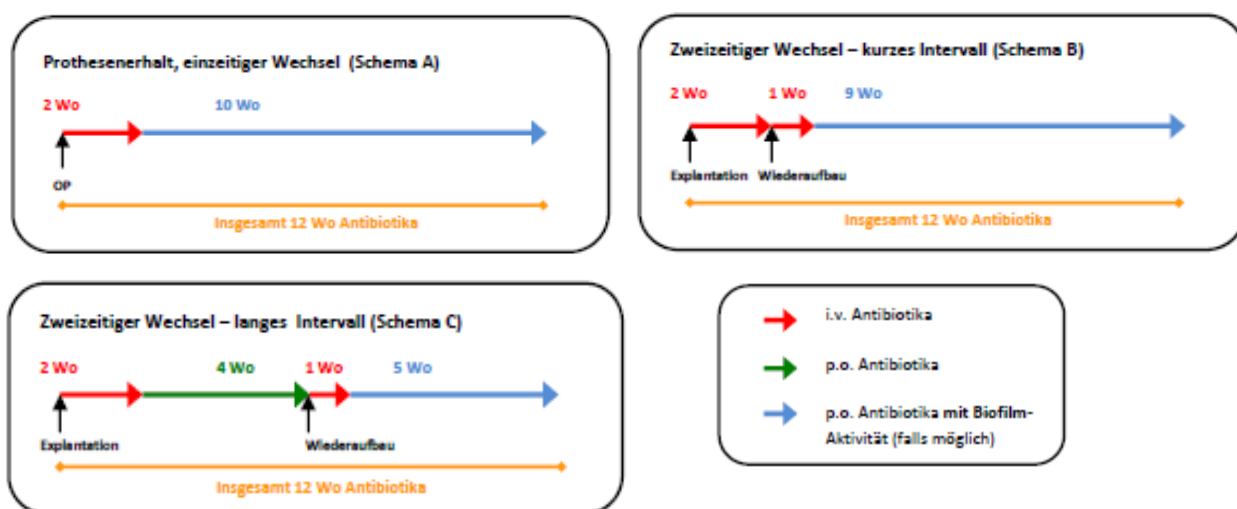 Prothesenerhalt, einzeitiger Wechsel (Schema A)
2 Wo 10 Wo
OP
Insgesamt 12 Wo Antibiotika
Zweizeitiger Wechsel – kurzes Intervall (Schema B)
2 Wo 1 Wo 9 Wo
Explantation Wiederaufbau
Insgesamt 12 Wo Antibiotika
Zweizeitiger Wechsel – langes Intervall (Schema C)
2 Wo 4 Wo 1 Wo 5 Wo
Explantation Wiederaufbau
Insgesamt 12 Wo Antibiotika
i.v. Antibiotika
p.o. Antibiotika
p.o. Antibiotika mit Biofilm-
Aktivität (falls möglich)